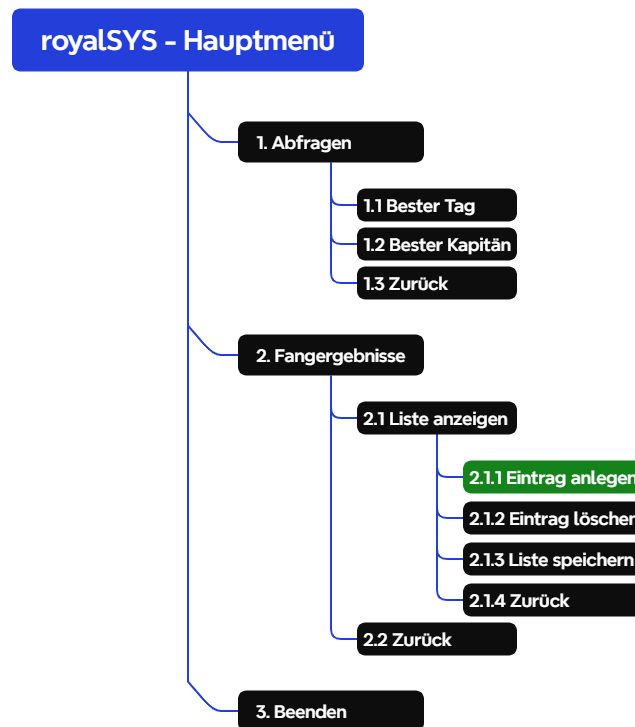 royalSYS - Hauptmenü
1. Abfragen
1.1 Bester Tag
1.2 Bester Kapitän
1.3 Zurück
2. Fangergebnisse
2.1 Liste anzeigen
2.1.1 Eintrag anlegen
2.1.2 Eintrag löschen
2.1.3 Liste speichern
2.1.4 Zurück
2.2 Zurück
3. Beenden